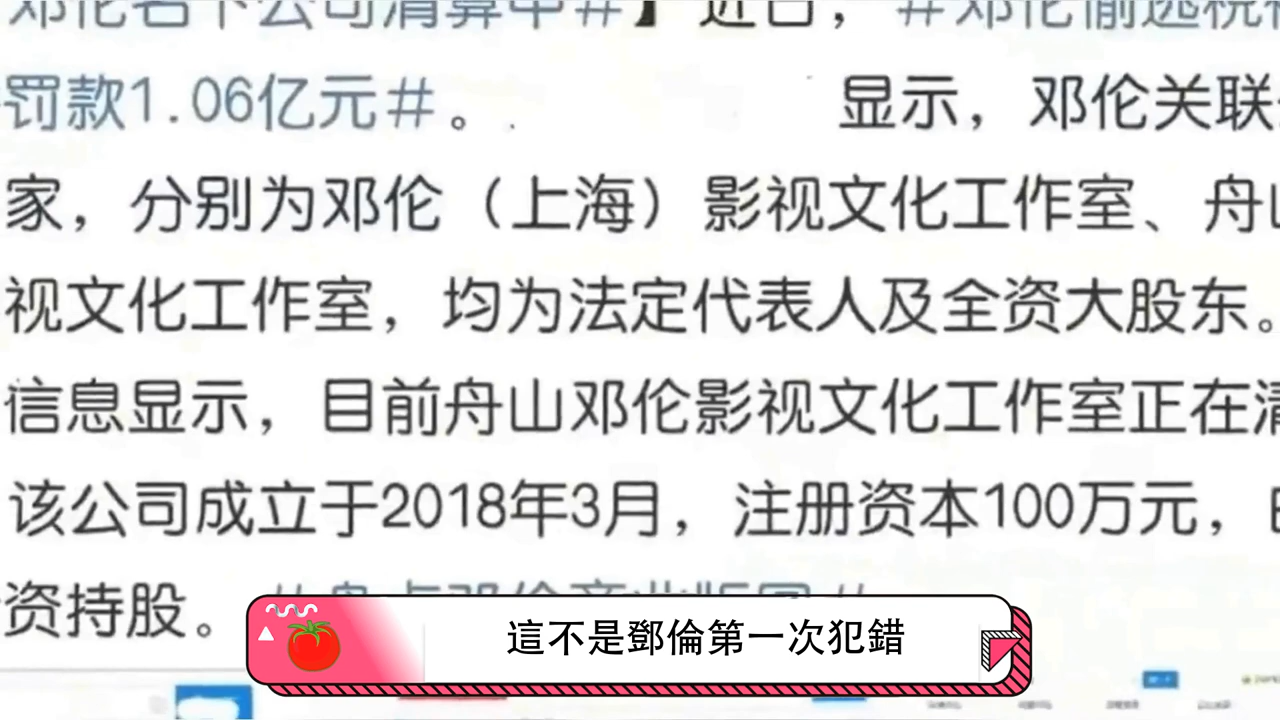 邓伦名下公司清算中#】近日，#邓伦偷逃税
罚款1.06亿元#。 显示，邓伦关联
家，分别为邓伦（上海）影视文化工作室、舟山
视文化工作室，均为法定代表人及全资大股东。
信息显示，目前舟山邓伦影视文化工作室正在清
该公司成立于2018年3月，注册资本100万元，
资持股。
這不是鄧倫第一次犯錯